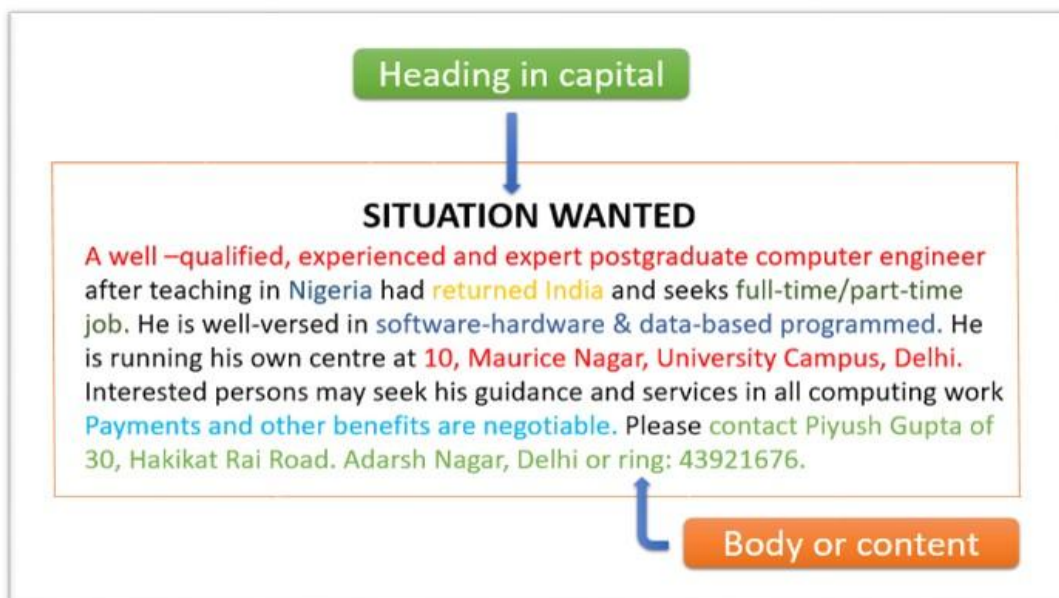 Heading in capital
SITUATION WANTED
A well –qualified, experienced and expert postgraduate computer engineer
after teaching in Nigeria had returned India and seeks full-time/part-time
job. He is well-versed in software-hardware & data-based programmed. He
is running his own centre at 10, Maurice Nagar, University Campus, Delhi.
Interested persons may seek his guidance and services in all computing work
Payments and other benefits are negotiable. Please contact Piyush Gupta of
30, Hakikat Rai Road. Adarsh Nagar, Delhi or ring: 43921676.
Body or content